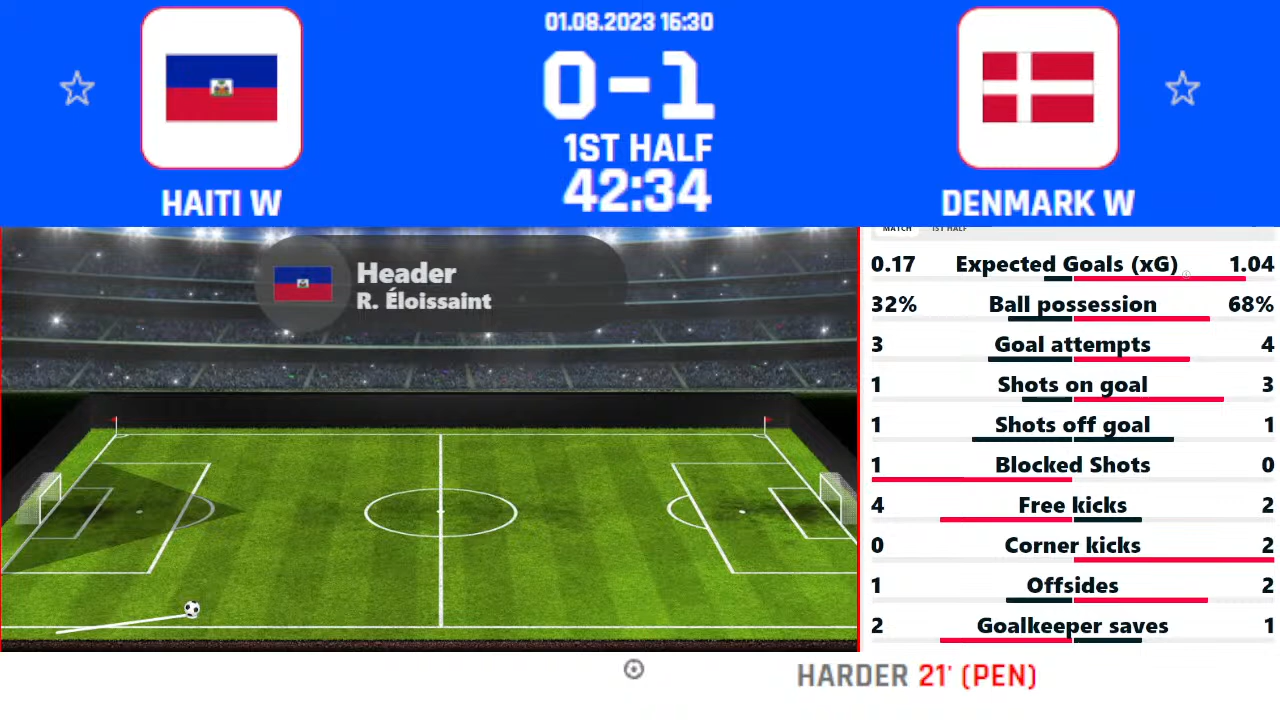 01.08.2023 16:30
0-1
1ST HALF
42:34
HAITI W
DENMARK W
Header
R. Éloissaint
MATCH 1ST HALF
0.17 Expected Goals (xG) 1.04
32% Ball possession 68%
3 Goal attempts 4
1 Shots on goal 3
1 Shots off goal 1
1 Blocked Shots 0
4 Free kicks 2
0 Corner kicks 2
1 Offsides 2
2 Goalkeeper saves 1
HARDER 21' (PEN)